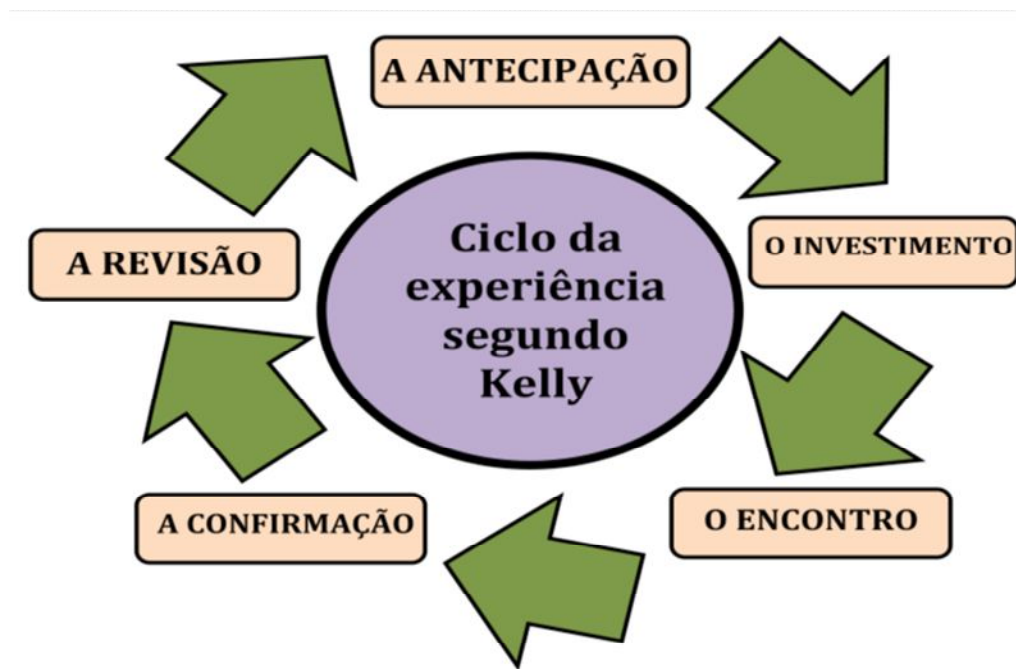 A ANTECIPAÇÃO
O INVESTIMENTO
O ENCONTRO
A CONFIRMAÇÃO
A REVISÃO
Ciclo da
experiência
segundo
Kelly